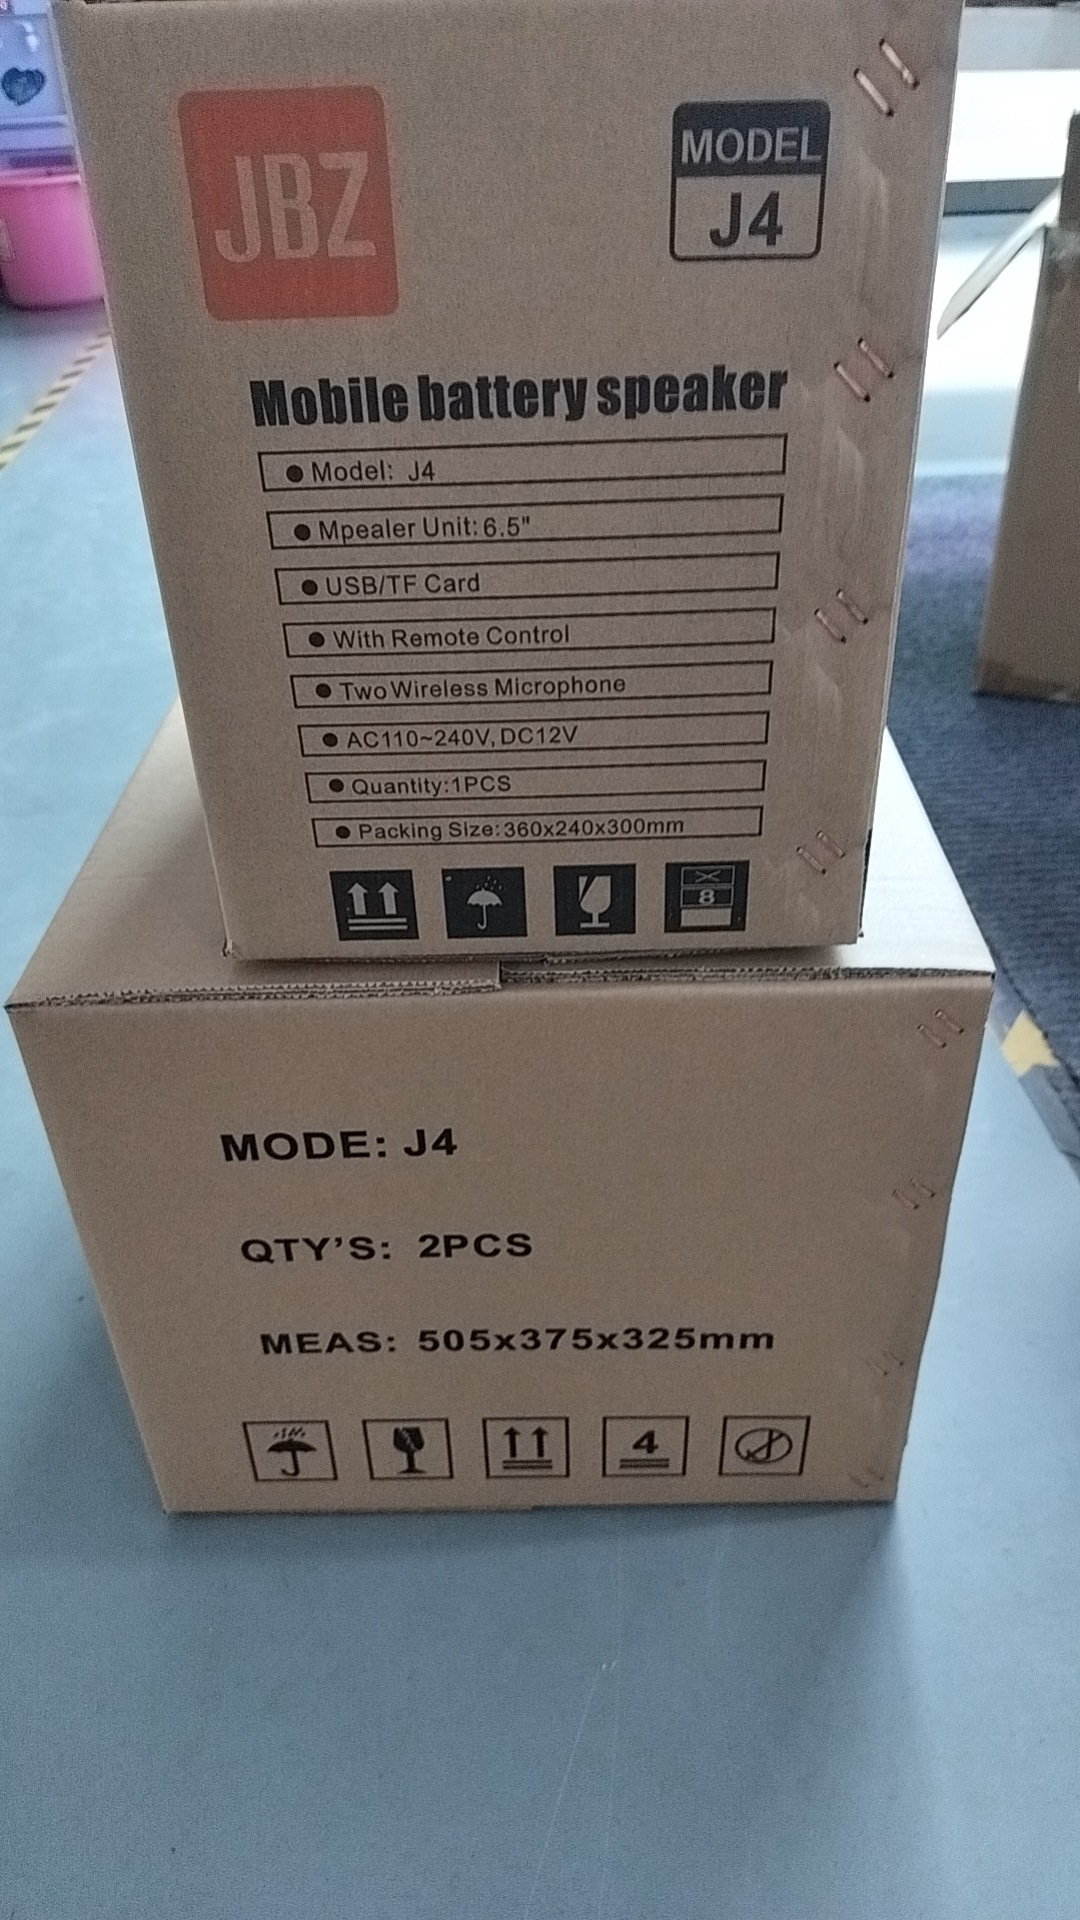 JBZ
MODEL
J4
Mobile battery speaker
● Model: J4
● Mpealer Unit: 6.5"
● USB/TF Card
● With Remote Control
● Two Wireless Microphone
● AC110~240V, DC12V
● Quantity:1PCS
● Packing Size:360x240x300mm
8
MODE: J4
QTY'S: 2PCS
MEAS: 505x375x325mm
4